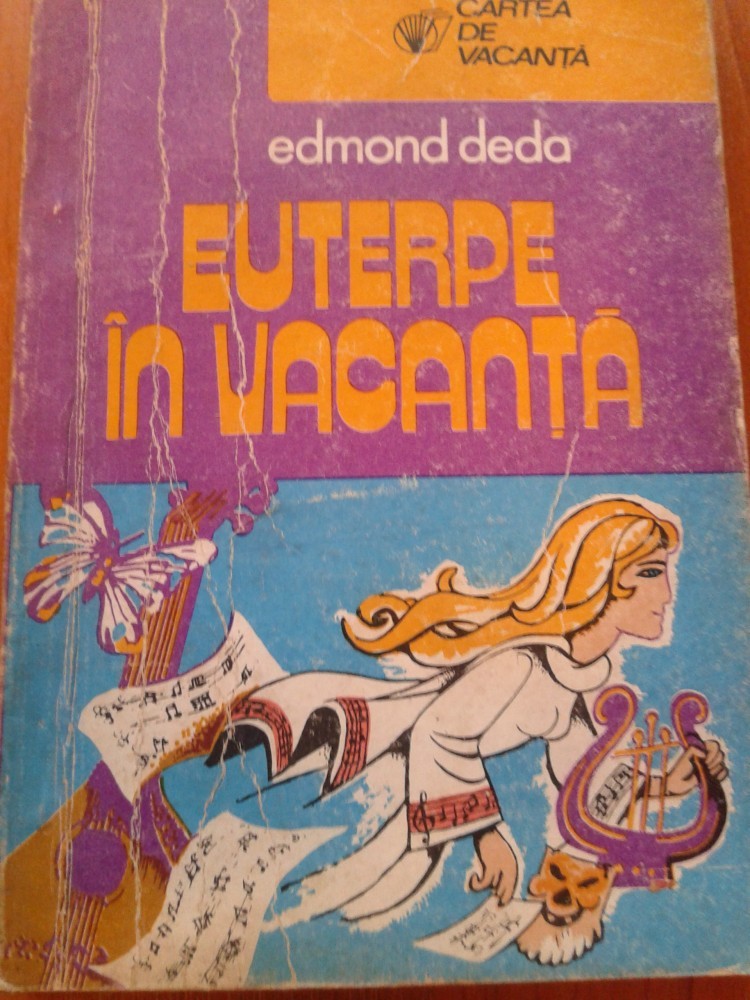 CARTEA
DE
VACANȚĂ
edmond deda
EUTERPE
ÎN VACANȚĂ